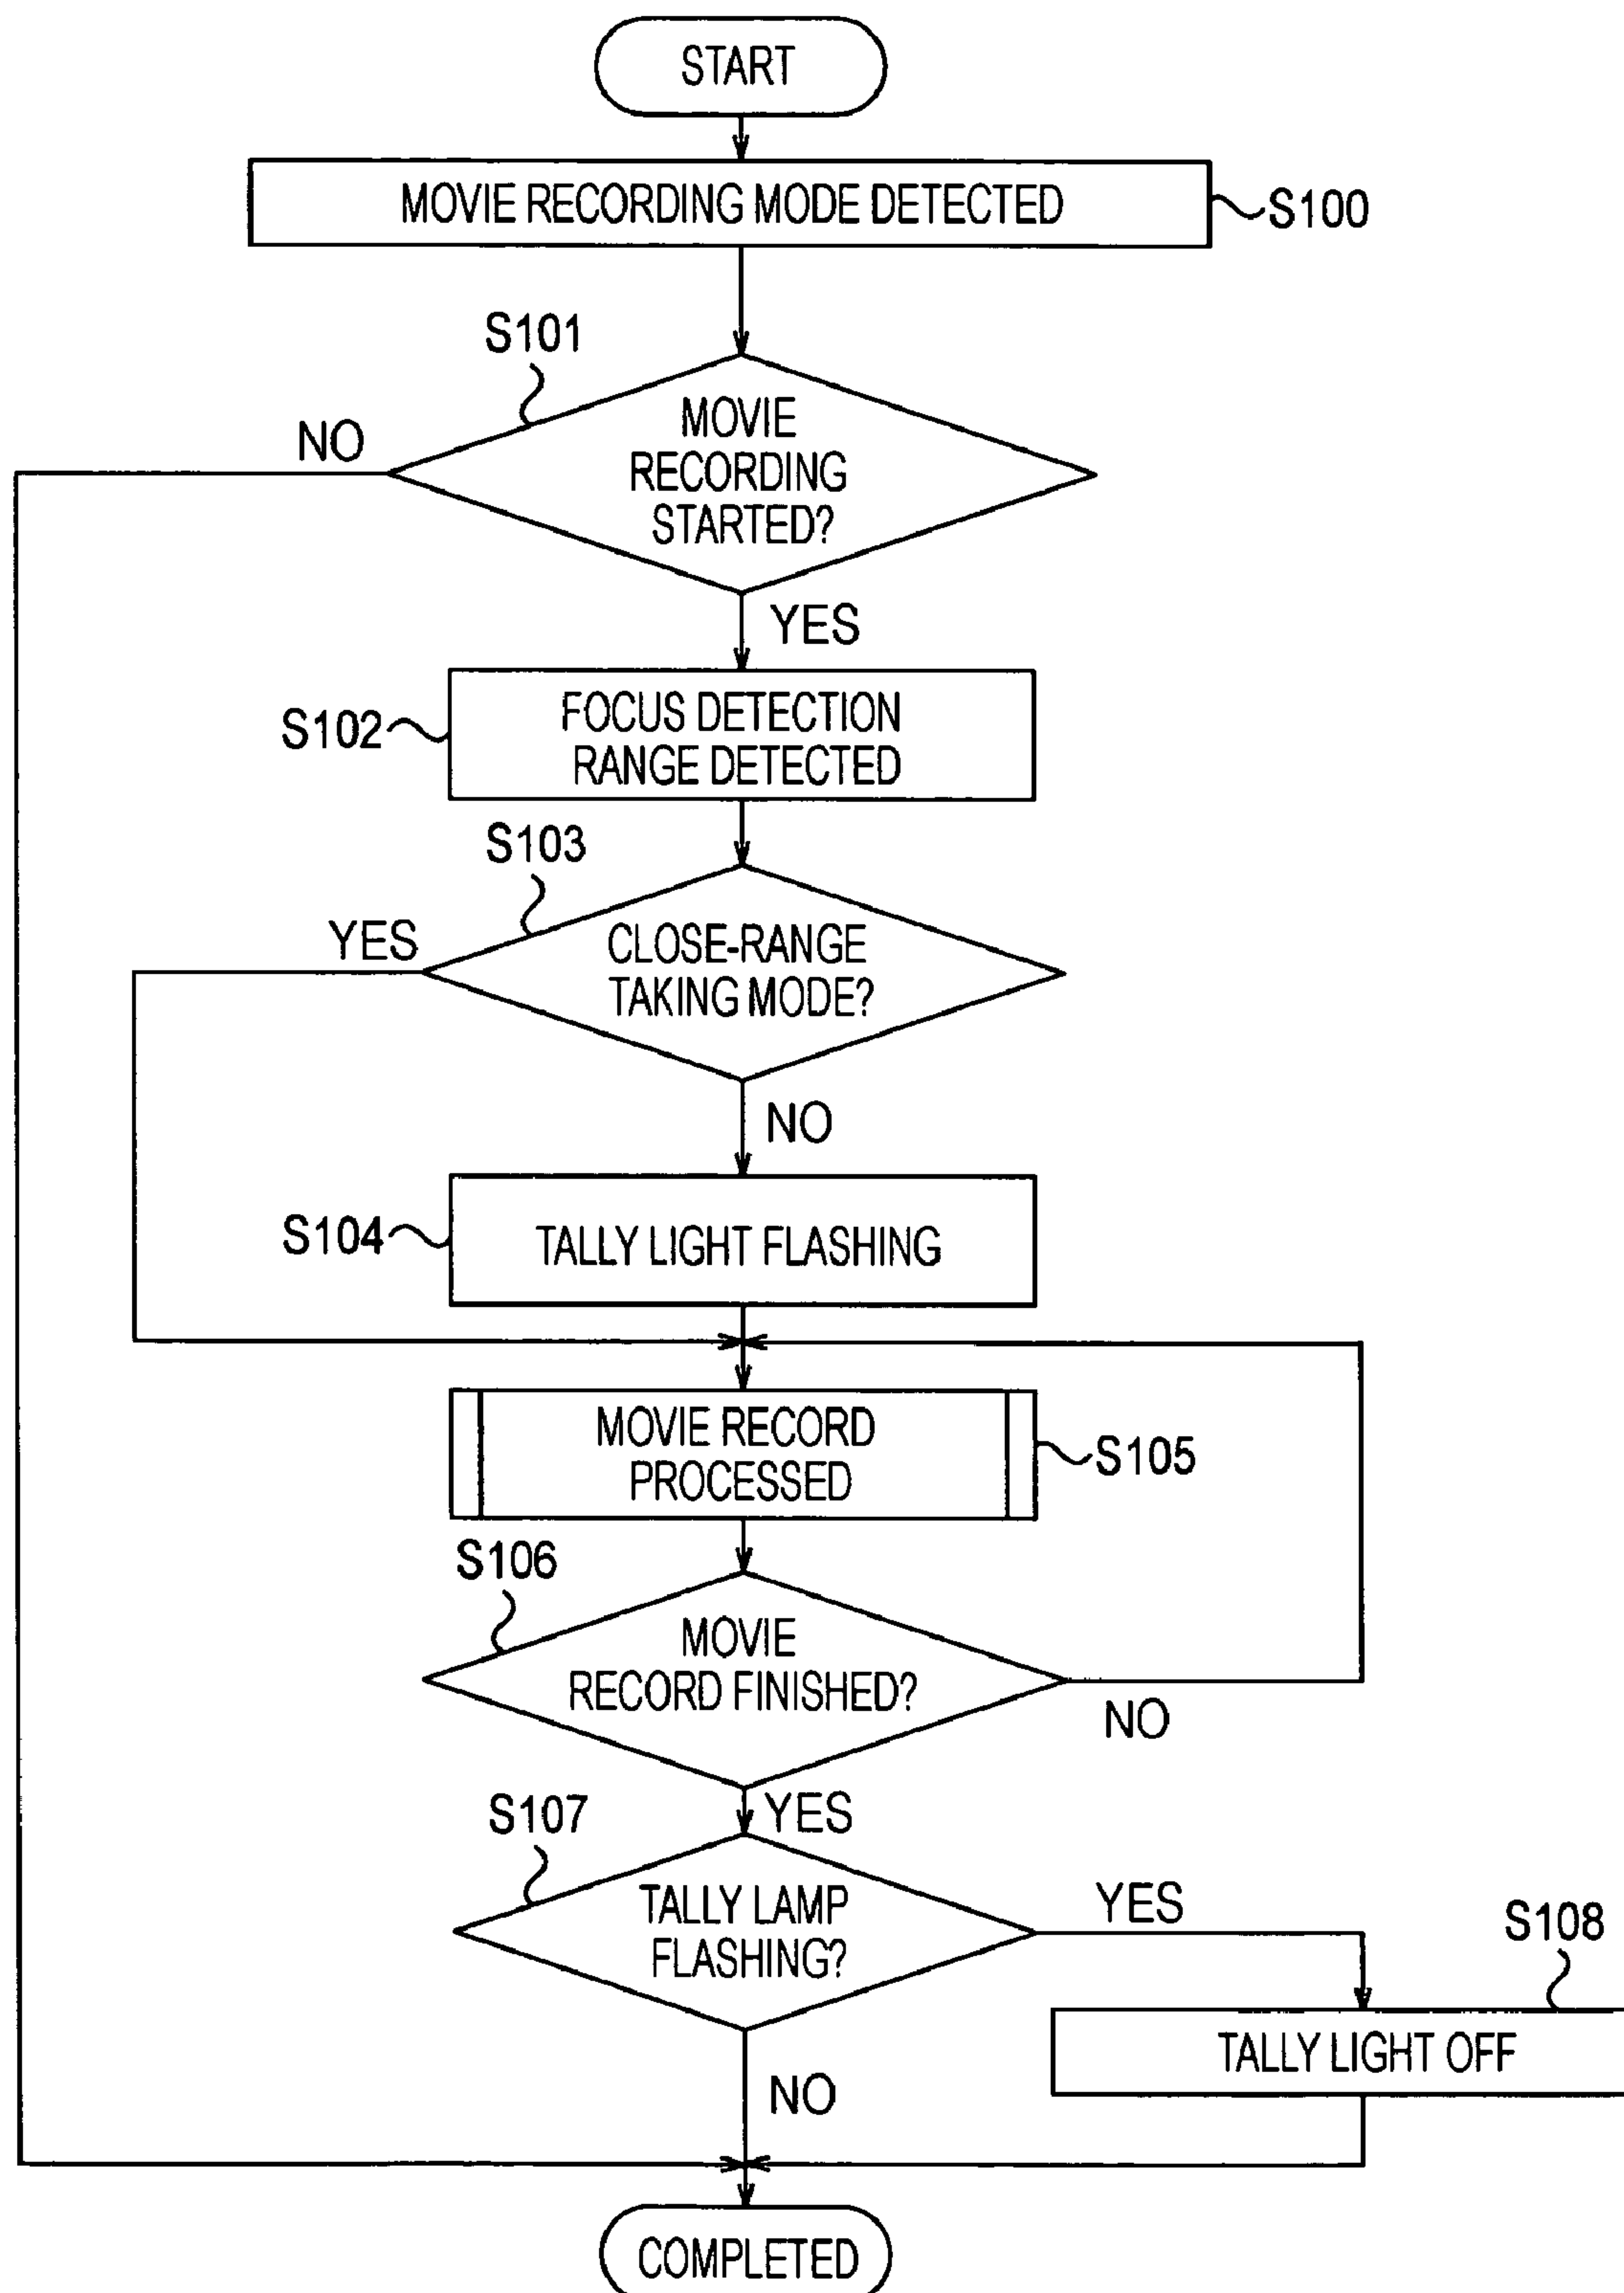 START
MOVIE RECORDING MODE DETECTED
S100
S101
NO
MOVIE
RECORDING
STARTED?
YES
S102
FOCUS DETECTION
RANGE DETECTED
S103
YES
CLOSE-RANGE
TAKING MODE?
NO
S104
TALLY LIGHT FLASHING
MOVIE RECORD
PROCESSED
S105
S106
MOVIE
RECORD FINISHED?
NO
YES
S107
TALLY LAMP
FLASHING?
YES
S108
TALLY LIGHT OFF
NO
COMPLETED